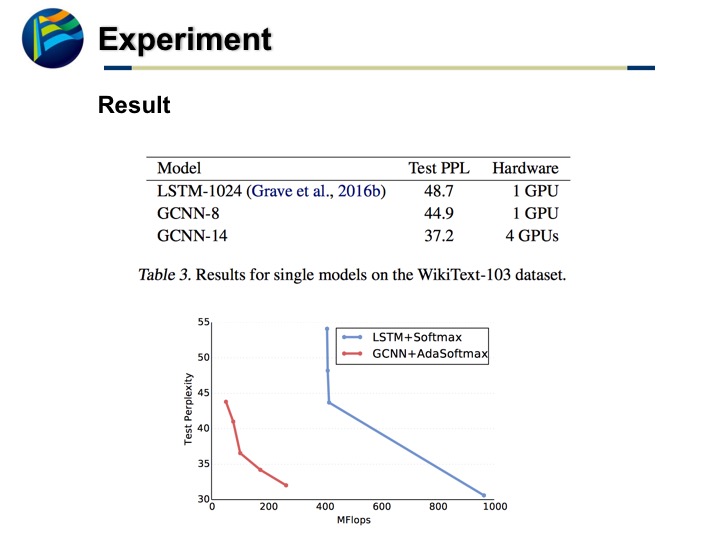 Experiment
Result
Model Test PPL Hardware
LSTM-1024 (Grave et al., 2016b) 48.7 1 GPU
GCNN-8 44.9 1 GPU
GCNN-14 37.2 4 GPUs
Table 3. Results for single models on the WikiText-103 dataset.
LSTM+Softmax
GCNN+AdaSoftmax
Test Perplexity
55
50
45
40
35
30
0 200 400 600 800 1000
MFlops